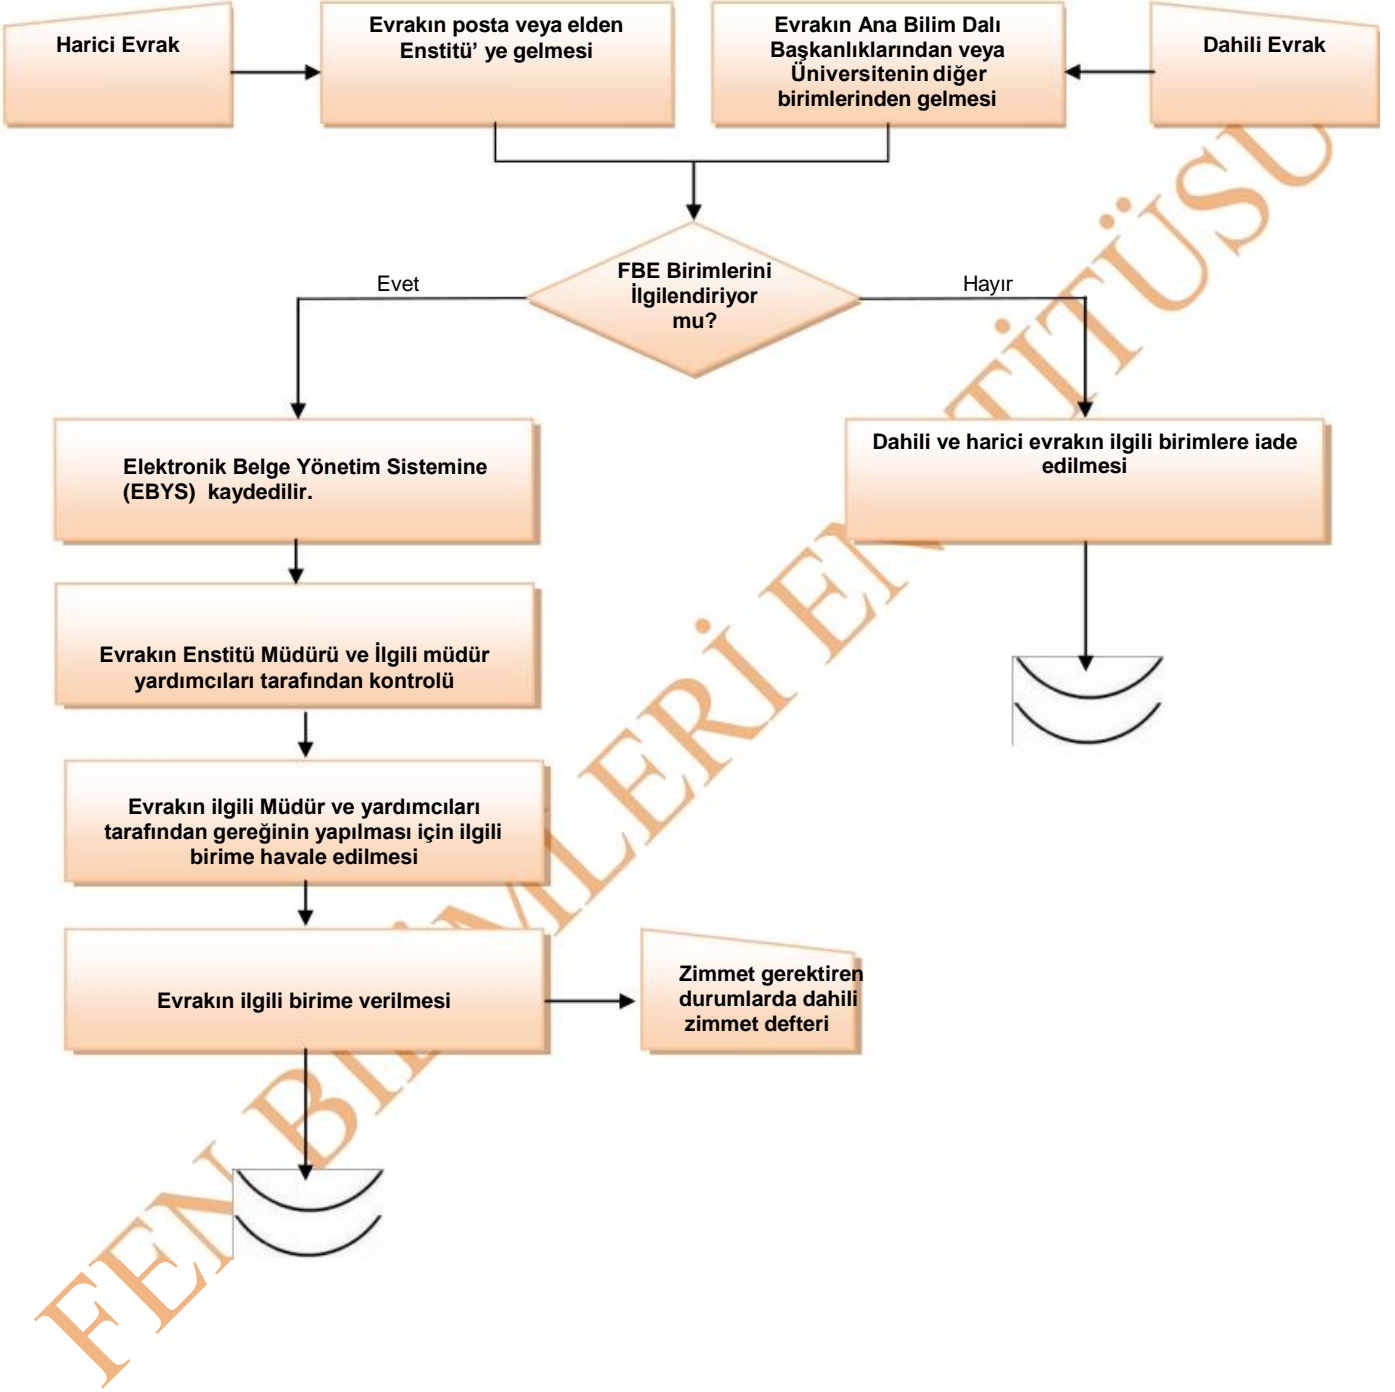 Harici Evrak
Evrakın posta veya elden
Enstitü' ye gelmesi
Evrakın Ana Bilim Dalı
Başkanlıklarından veya
Üniversitenin diğer
birimlerinden gelmesi
Dahili Evrak
FBE Birimlerini
İlgilendiriyor
mu?
Evet
Hayır
Elektronik Belge Yönetim Sistemine
(EBYS) kaydedilir.
Dahili ve harici evrakın ilgili birimlere iade
edilmesi
Evrakın Enstitü Müdürü ve İlgili müdür
yardımcıları tarafından kontrolü
Evrakın ilgili Müdür ve yardımcıları
tarafından gereğinin yapılması için ilgili
birime havale edilmesi
Evrakın ilgili birime verilmesi
Zimmet gerektiren
durumlarda dahili
zimmet defteri
FEN BİLİMLERİ ENSTİTÜSÜ